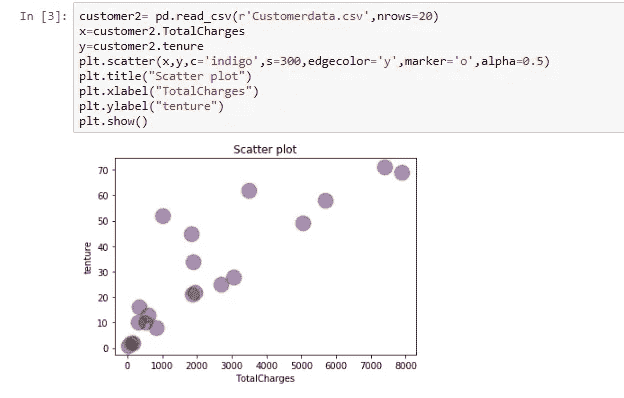 In [3]: customer2= pd.read_csv(r'Customerdata.csv',nrows=20)
x=customer2.TotalCharges
y=customer2.tenure
plt.scatter(x,y,c='indigo',s=300,edgecolor='y',marker='o',alpha=0.5)
plt.title("Scatter plot")
plt.xlabel("TotalCharges")
plt.ylabel("tenture")
plt.show()
Scatter plot
70
60
50
40
30
20
10
0
tenture
0 1000 2000 3000 4000 5000 6000 7000 8000
TotalCharges